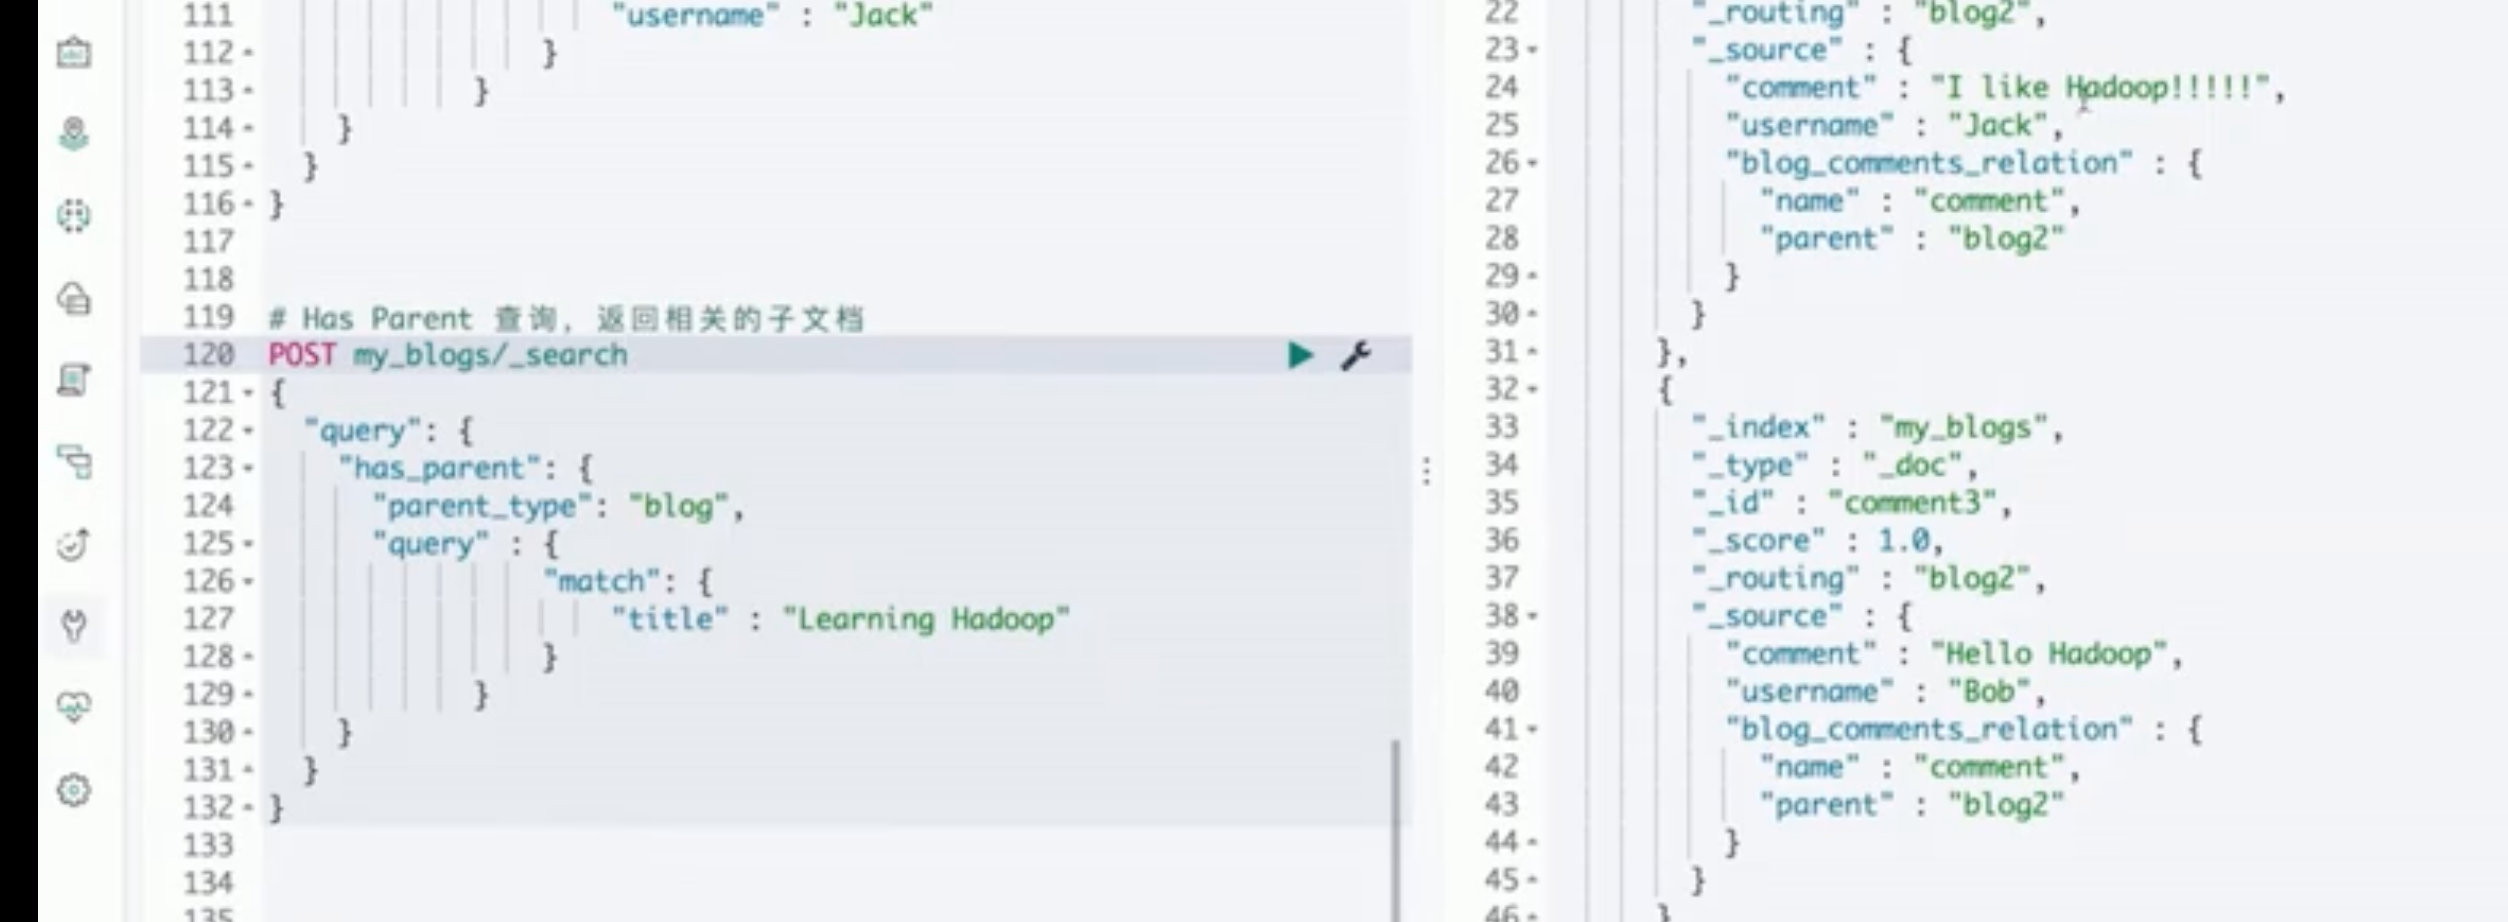 111 "username" : "Jack"
112 }
113 }
114 }
115 }
116 }
117
118
119 # Has Parent 查询, 返回相关的子文档
120 POST my_blogs/_search
121 {
122 "query": {
123 "has_parent": {
124 "parent_type": "blog",
125 "query" : {
126 "match": {
127 "title" : "Learning Hadoop"
128 }
129 }
130 }
131 }
132 }
133
134
135
22 "_routing" : "blog2",
23 "_source" : {
24 "comment" : "I like Hadoop!!!!!",
25 "username" : "Jack",
26 "blog_comments_relation" : {
27 "name" : "comment",
28 "parent" : "blog2"
29 }
30 }
31 },
32 {
33 "_index" : "my_blogs",
34 "_type" : "_doc",
35 "_id" : "comment3",
36 "_score" : 1.0,
37 "_routing" : "blog2",
38 "_source" : {
39 "comment" : "Hello Hadoop",
40 "username" : "Bob",
41 "blog_comments_relation" : {
42 "name" : "comment",
43 "parent" : "blog2"
44 }
45 }
46 }